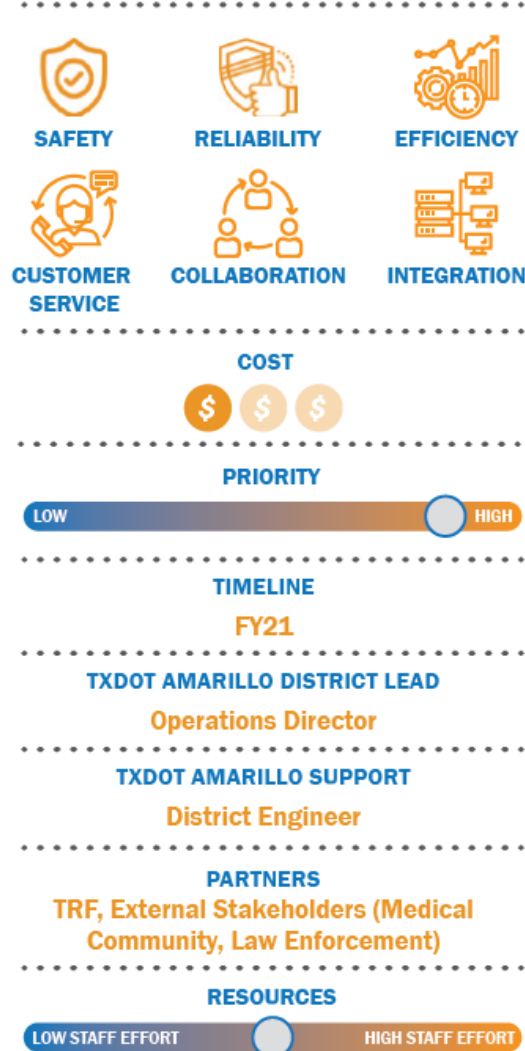 SAFETY RELIABILITY EFFICIENCY
CUSTOMER SERVICE COLLABORATION INTEGRATION
COST
$ $ $
PRIORITY
LOW HIGH
TIMELINE
FY21
TXDOT AMARILLO DISTRICT LEAD
Operations Director
TXDOT AMARILLO SUPPORT
District Engineer
PARTNERS
TRF, External Stakeholders (Medical
Community, Law Enforcement)
RESOURCES
LOW STAFF EFFORT HIGH STAFF EFFORT